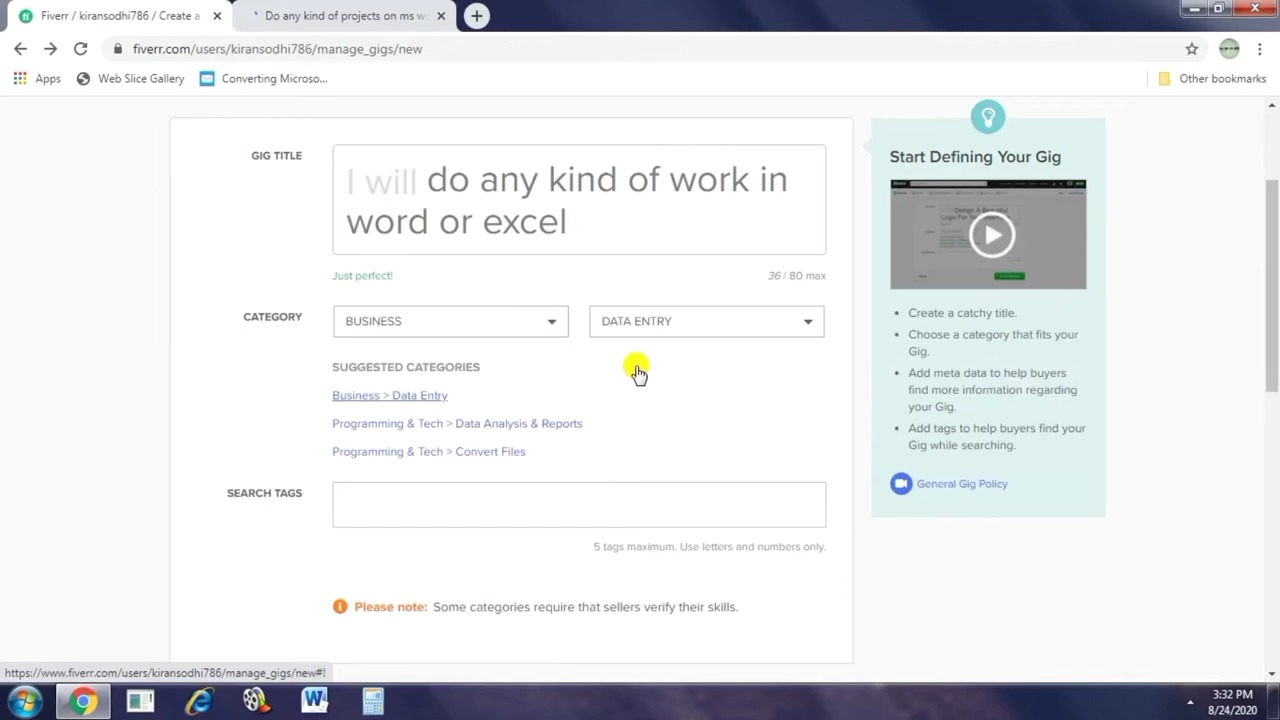 Fiverr / kiransodhi786 / Create a
Do any kind of projects on ms wo
fiverr.com/users/kiransodhi786/manage_gigs/new
Apps
Web Slice Gallery
Converting Microso...
Other bookmarks
GIG TITLE
I will do any kind of work in
word or excel
Just perfect!
36 / 80 max
CATEGORY
BUSINESS
DATA ENTRY
SUGGESTED CATEGORIES
Business > Data Entry
Programming & Tech > Data Analysis & Reports
Programming & Tech > Convert Files
SEARCH TAGS
5 tags maximum. Use letters and numbers only.
Please note: Some categories require that sellers verify their skills.
Start Defining Your Gig
• Create a catchy title.
• Choose a category that fits your
Gig.
• Add meta data to help buyers
find more information regarding
your Gig.
• Add tags to help buyers find your
Gig while searching.
General Gig Policy
https://www.fiverr.com/users/kiransodhi786/manage_gigs/new#!
3:32 PM
8/24/2020